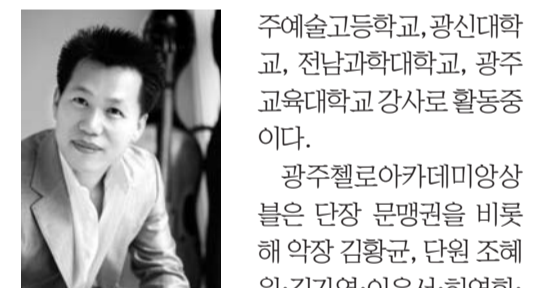 주예술고등학교, 광신대학
교, 전남과학대학교, 광주
교육대학교 강사로 활동중
이다.
광주첼로아카데미앙상
블은 단장 문맹권을 비롯
해 악장 김황균, 단원 조혜